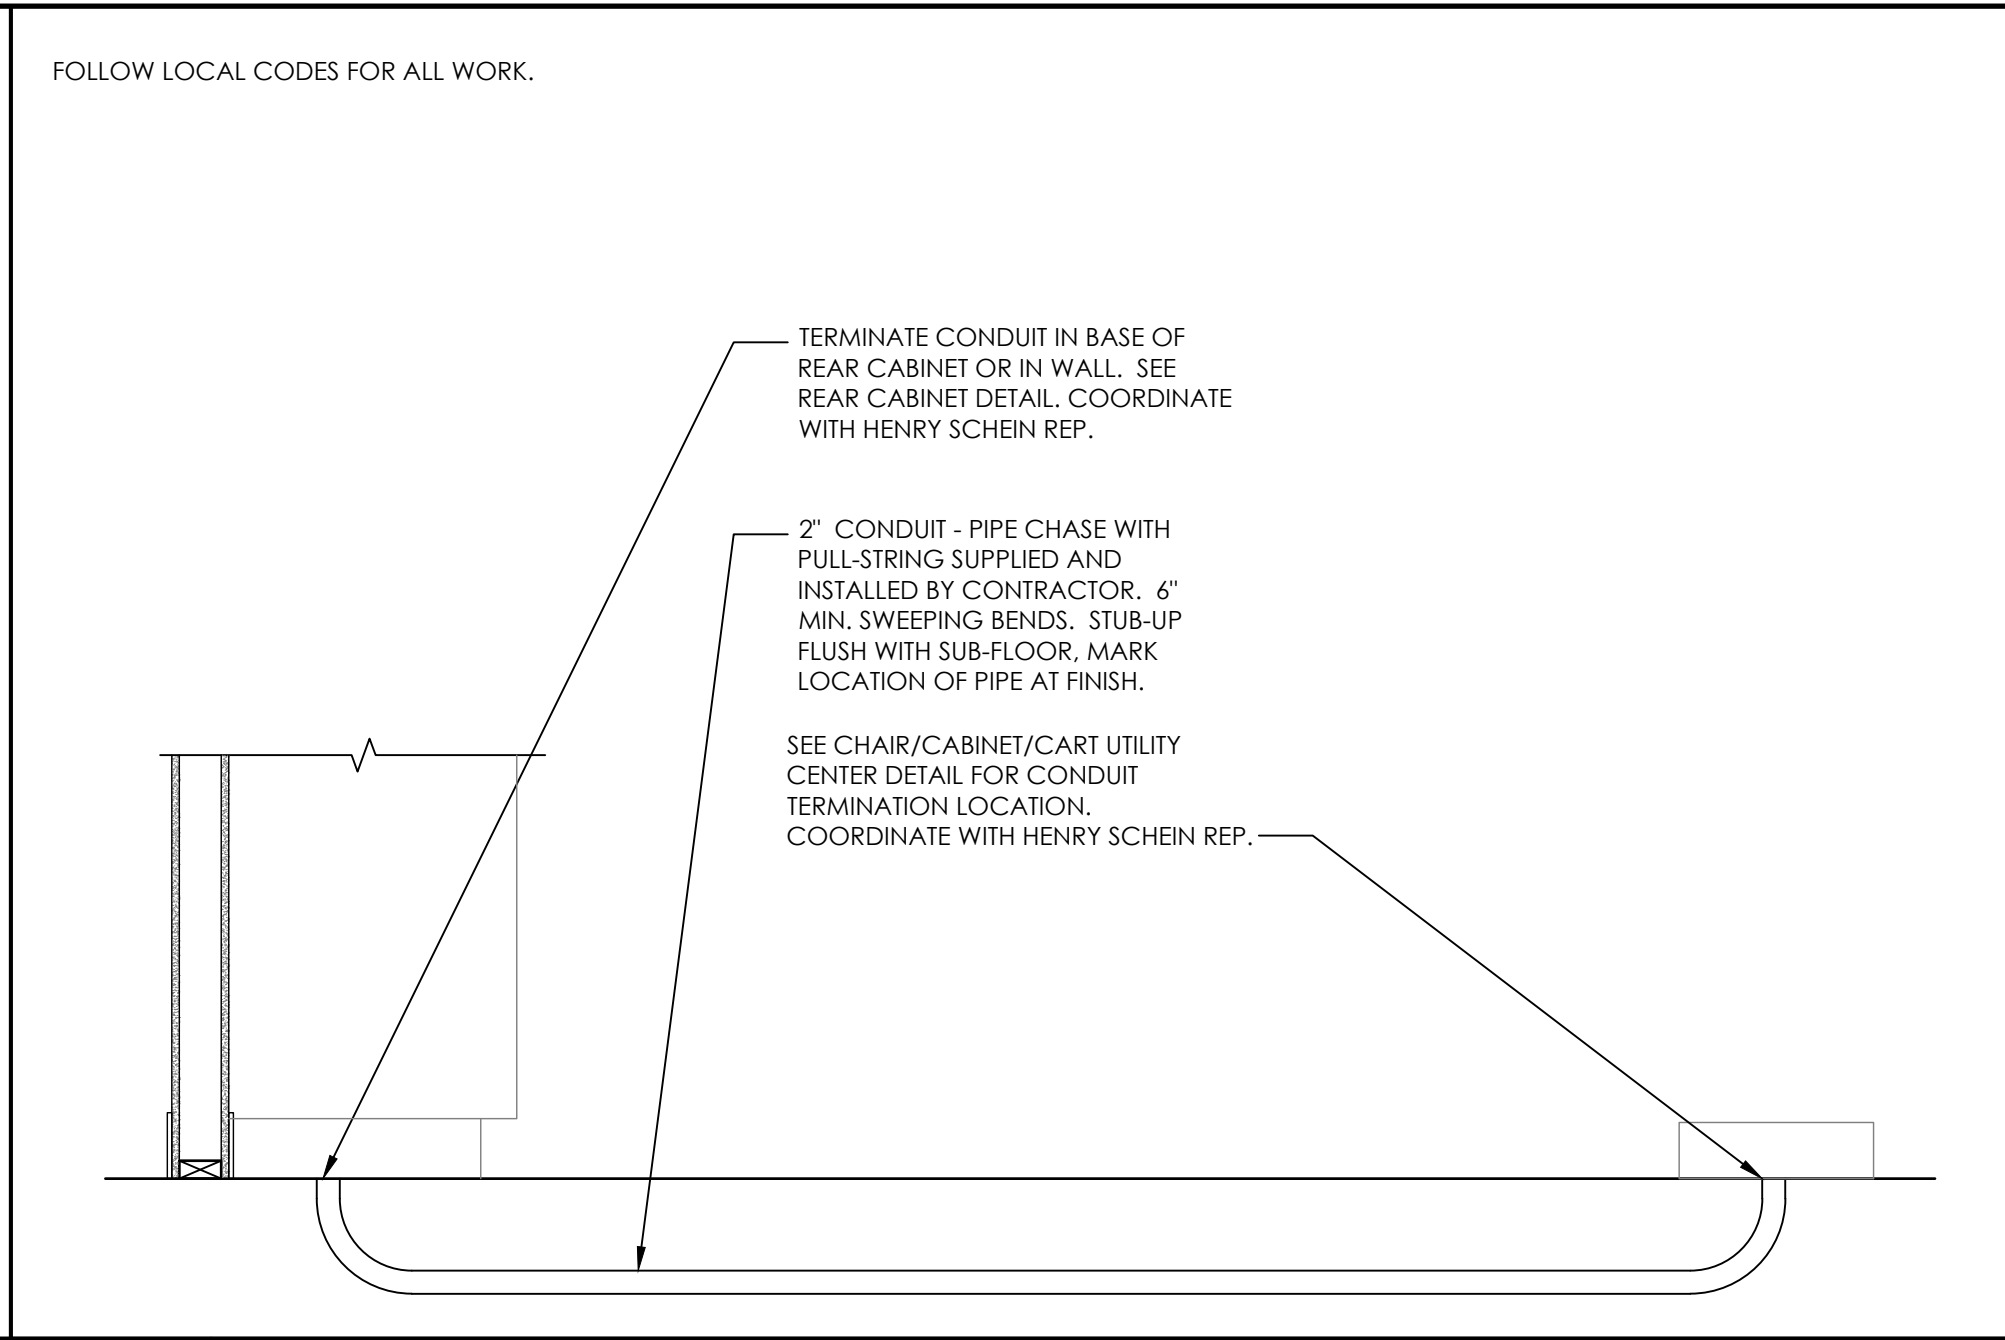 FOLLOW LOCAL CODES FOR ALL WORK.
TERMINATE CONDUIT IN BASE OF
REAR CABINET OR IN WALL.  SEE
REAR CABINET DETAIL. COORDINATE
WITH HENRY SCHEIN REP.
2"  CONDUIT - PIPE CHASE WITH
PULL-STRING SUPPLIED AND
INSTALLED BY CONTRACTOR.  6"
MIN. SWEEPING BENDS.  STUB-UP
FLUSH WITH SUB-FLOOR, MARK
LOCATION OF PIPE AT FINISH.
SEE CHAIR/CABINET/CART UTILITY
CENTER DETAIL FOR CONDUIT
TERMINATION LOCATION.
COORDINATE WITH HENRY SCHEIN REP.